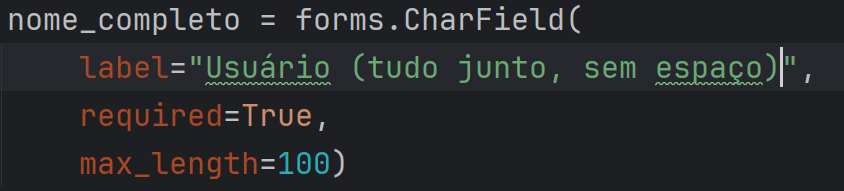 nome_completo = forms.CharField(
label="Usuário (tudo junto, sem espaço)",
required=True,
max_length=100)